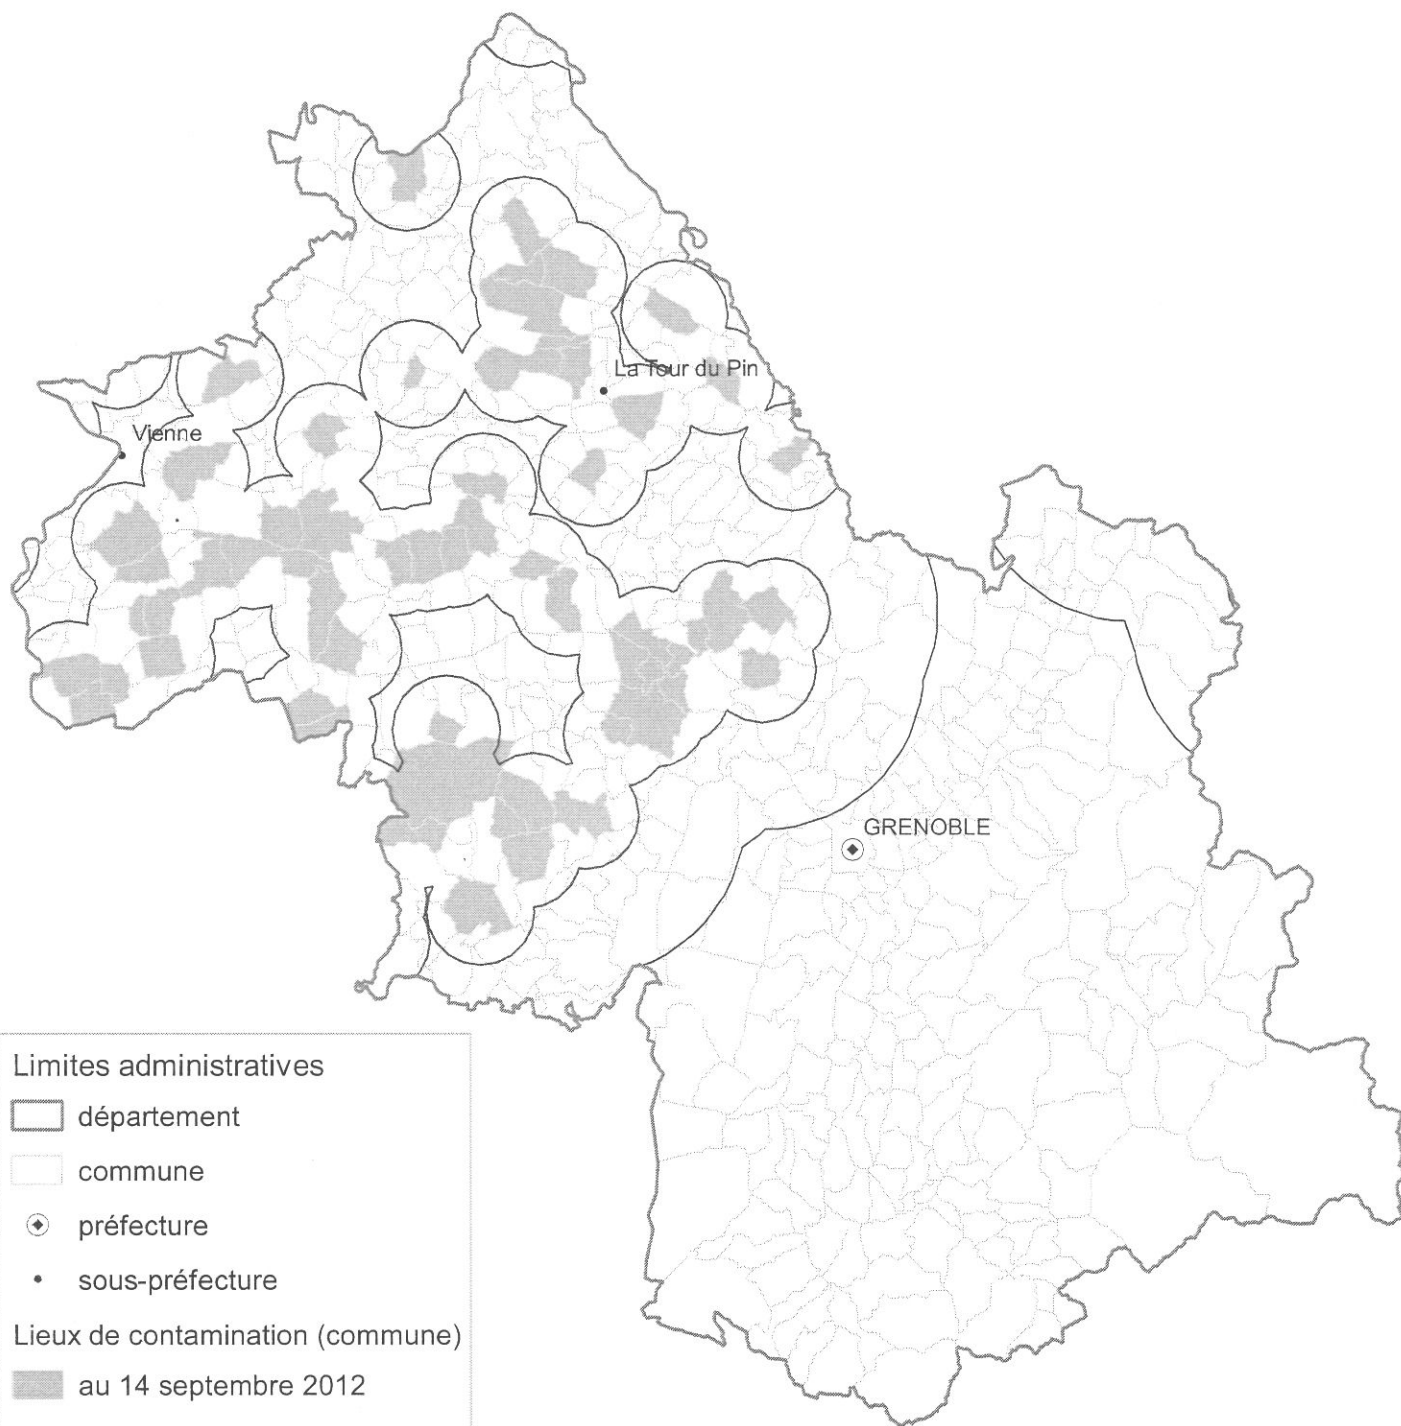 La Tour du Pin
Vienne
GRENOBLE
Limites administratives
département
commune
préfecture
sous-préfecture
Lieux de contamination (commune)
au 14 septembre 2012